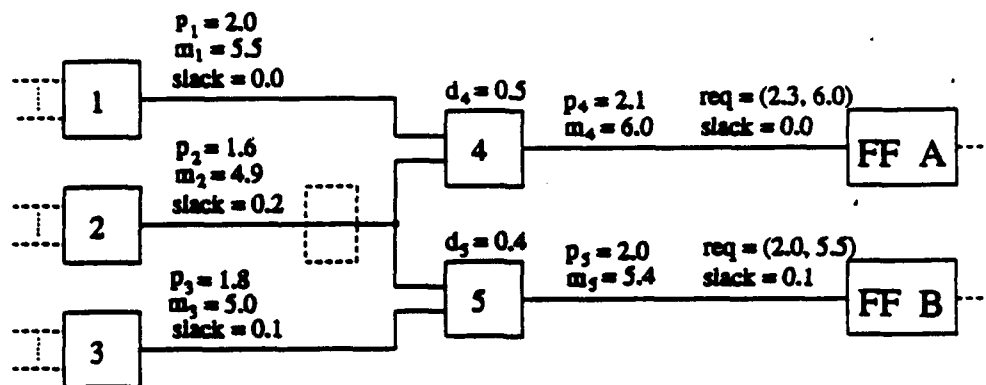 p1 = 2.0
m1 = 5.5
slack = 0.0
1
d4 = 0.5
p4 = 2.1
m4 = 6.0
req = (2.3, 6.0)
slack = 0.0
4
FF A
p2 = 1.6
m2 = 4.9
slack = 0.2
2
d5 = 0.4
p5 = 2.0
m5 = 5.4
req = (2.0, 5.5)
slack = 0.1
5
FF B
p3 = 1.8
m3 = 5.0
slack = 0.1
3